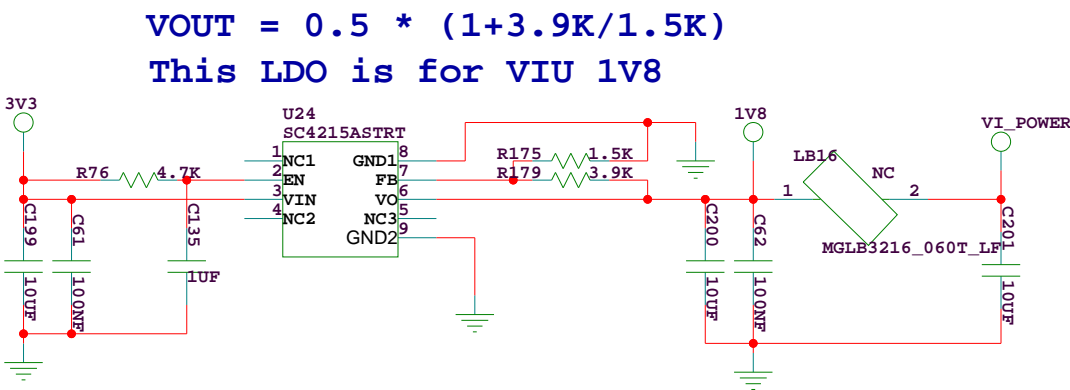 VOUT = 0.5 * (1+3.9K/1.5K)
This LDO is for VIU 1V8
3V3
U24
SC4215ASTRT
1V8
VI_POWER
1 NC1 GND1 8
R76 4.7K
2 EN FB 7
R175 1.5K
3 VIN VO 6
R179 3.9K
4 NC2 NC3 5
GND2 9
LB16
NC
1 2
MGLB3216_060T_LF
C199
10UF
C61
100NF
C135
1UF
C200
10UF
C62
100NF
C201
10UF